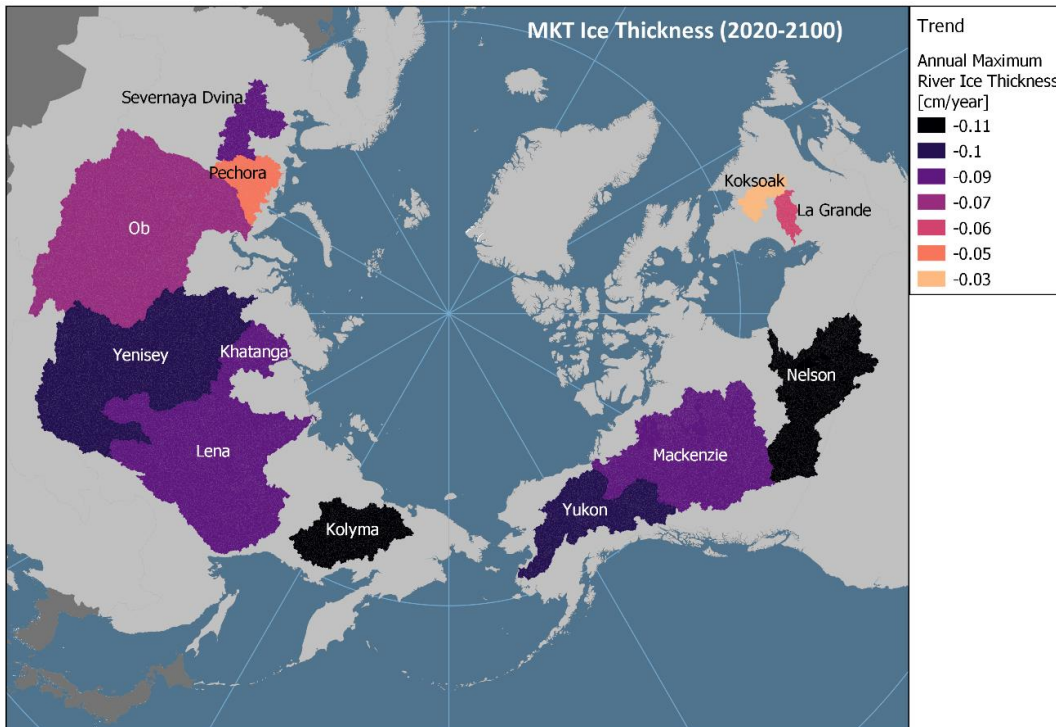 MKT Ice Thickness (2020-2100)
Severnaya Dvina
Pechora
Ob
Yenisey
Khatanga
Lena
Kolyma
Koksoak
La Grande
Nelson
Mackenzie
Yukon
Trend
Annual Maximum
River Ice Thickness
[cm/year]
-0.11
-0.1
-0.09
-0.07
-0.06
-0.05
-0.03